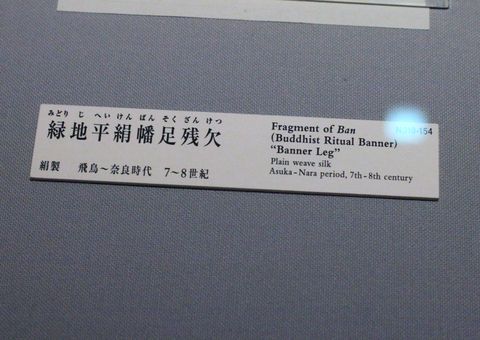 みどり じ へい けん ばん そく ざん けつ
緑地平絹幡足残欠
絹製 飛鳥～奈良時代 7～8世紀
Fragment of Ban
(Buddhist Ritual Banner)
“Banner Leg”
Plain weave silk
Asuka-Nara period, 7th-8th century